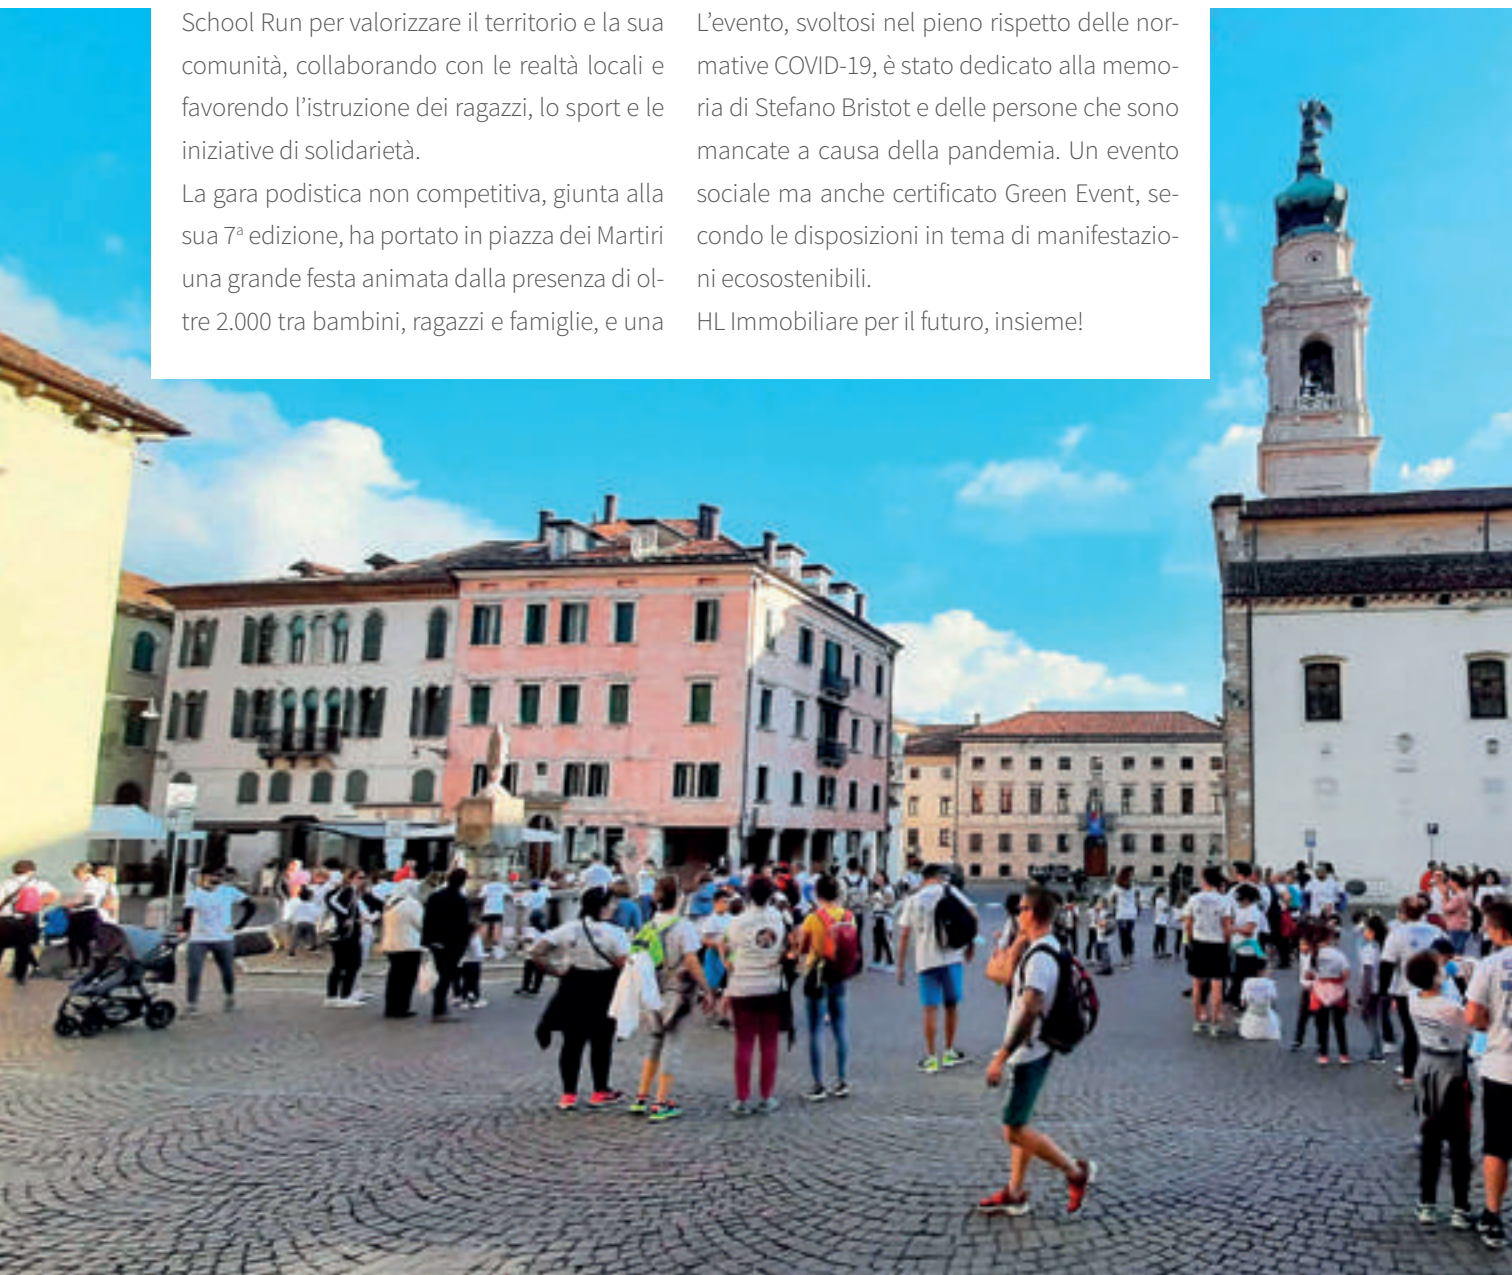 School Run per valorizzare il territorio e la sua
comunità, collaborando con le realtà locali e
favorendo l’istruzione dei ragazzi, lo sport e le
iniziative di solidarietà.
La gara podistica non competitiva, giunta alla
sua 7ª edizione, ha portato in piazza dei Martiri
una grande festa animata dalla presenza di ol-
tre 2.000 tra bambini, ragazzi e famiglie, e una
L’evento, svoltosi nel pieno rispetto delle nor-
mative COVID-19, è stato dedicato alla memo-
ria di Stefano Bristot e delle persone che sono
mancate a causa della pandemia. Un evento
sociale ma anche certificato Green Event, se-
condo le disposizioni in tema di manifestazio-
ni ecosostenibili.
HL Immobiliare per il futuro, insieme!